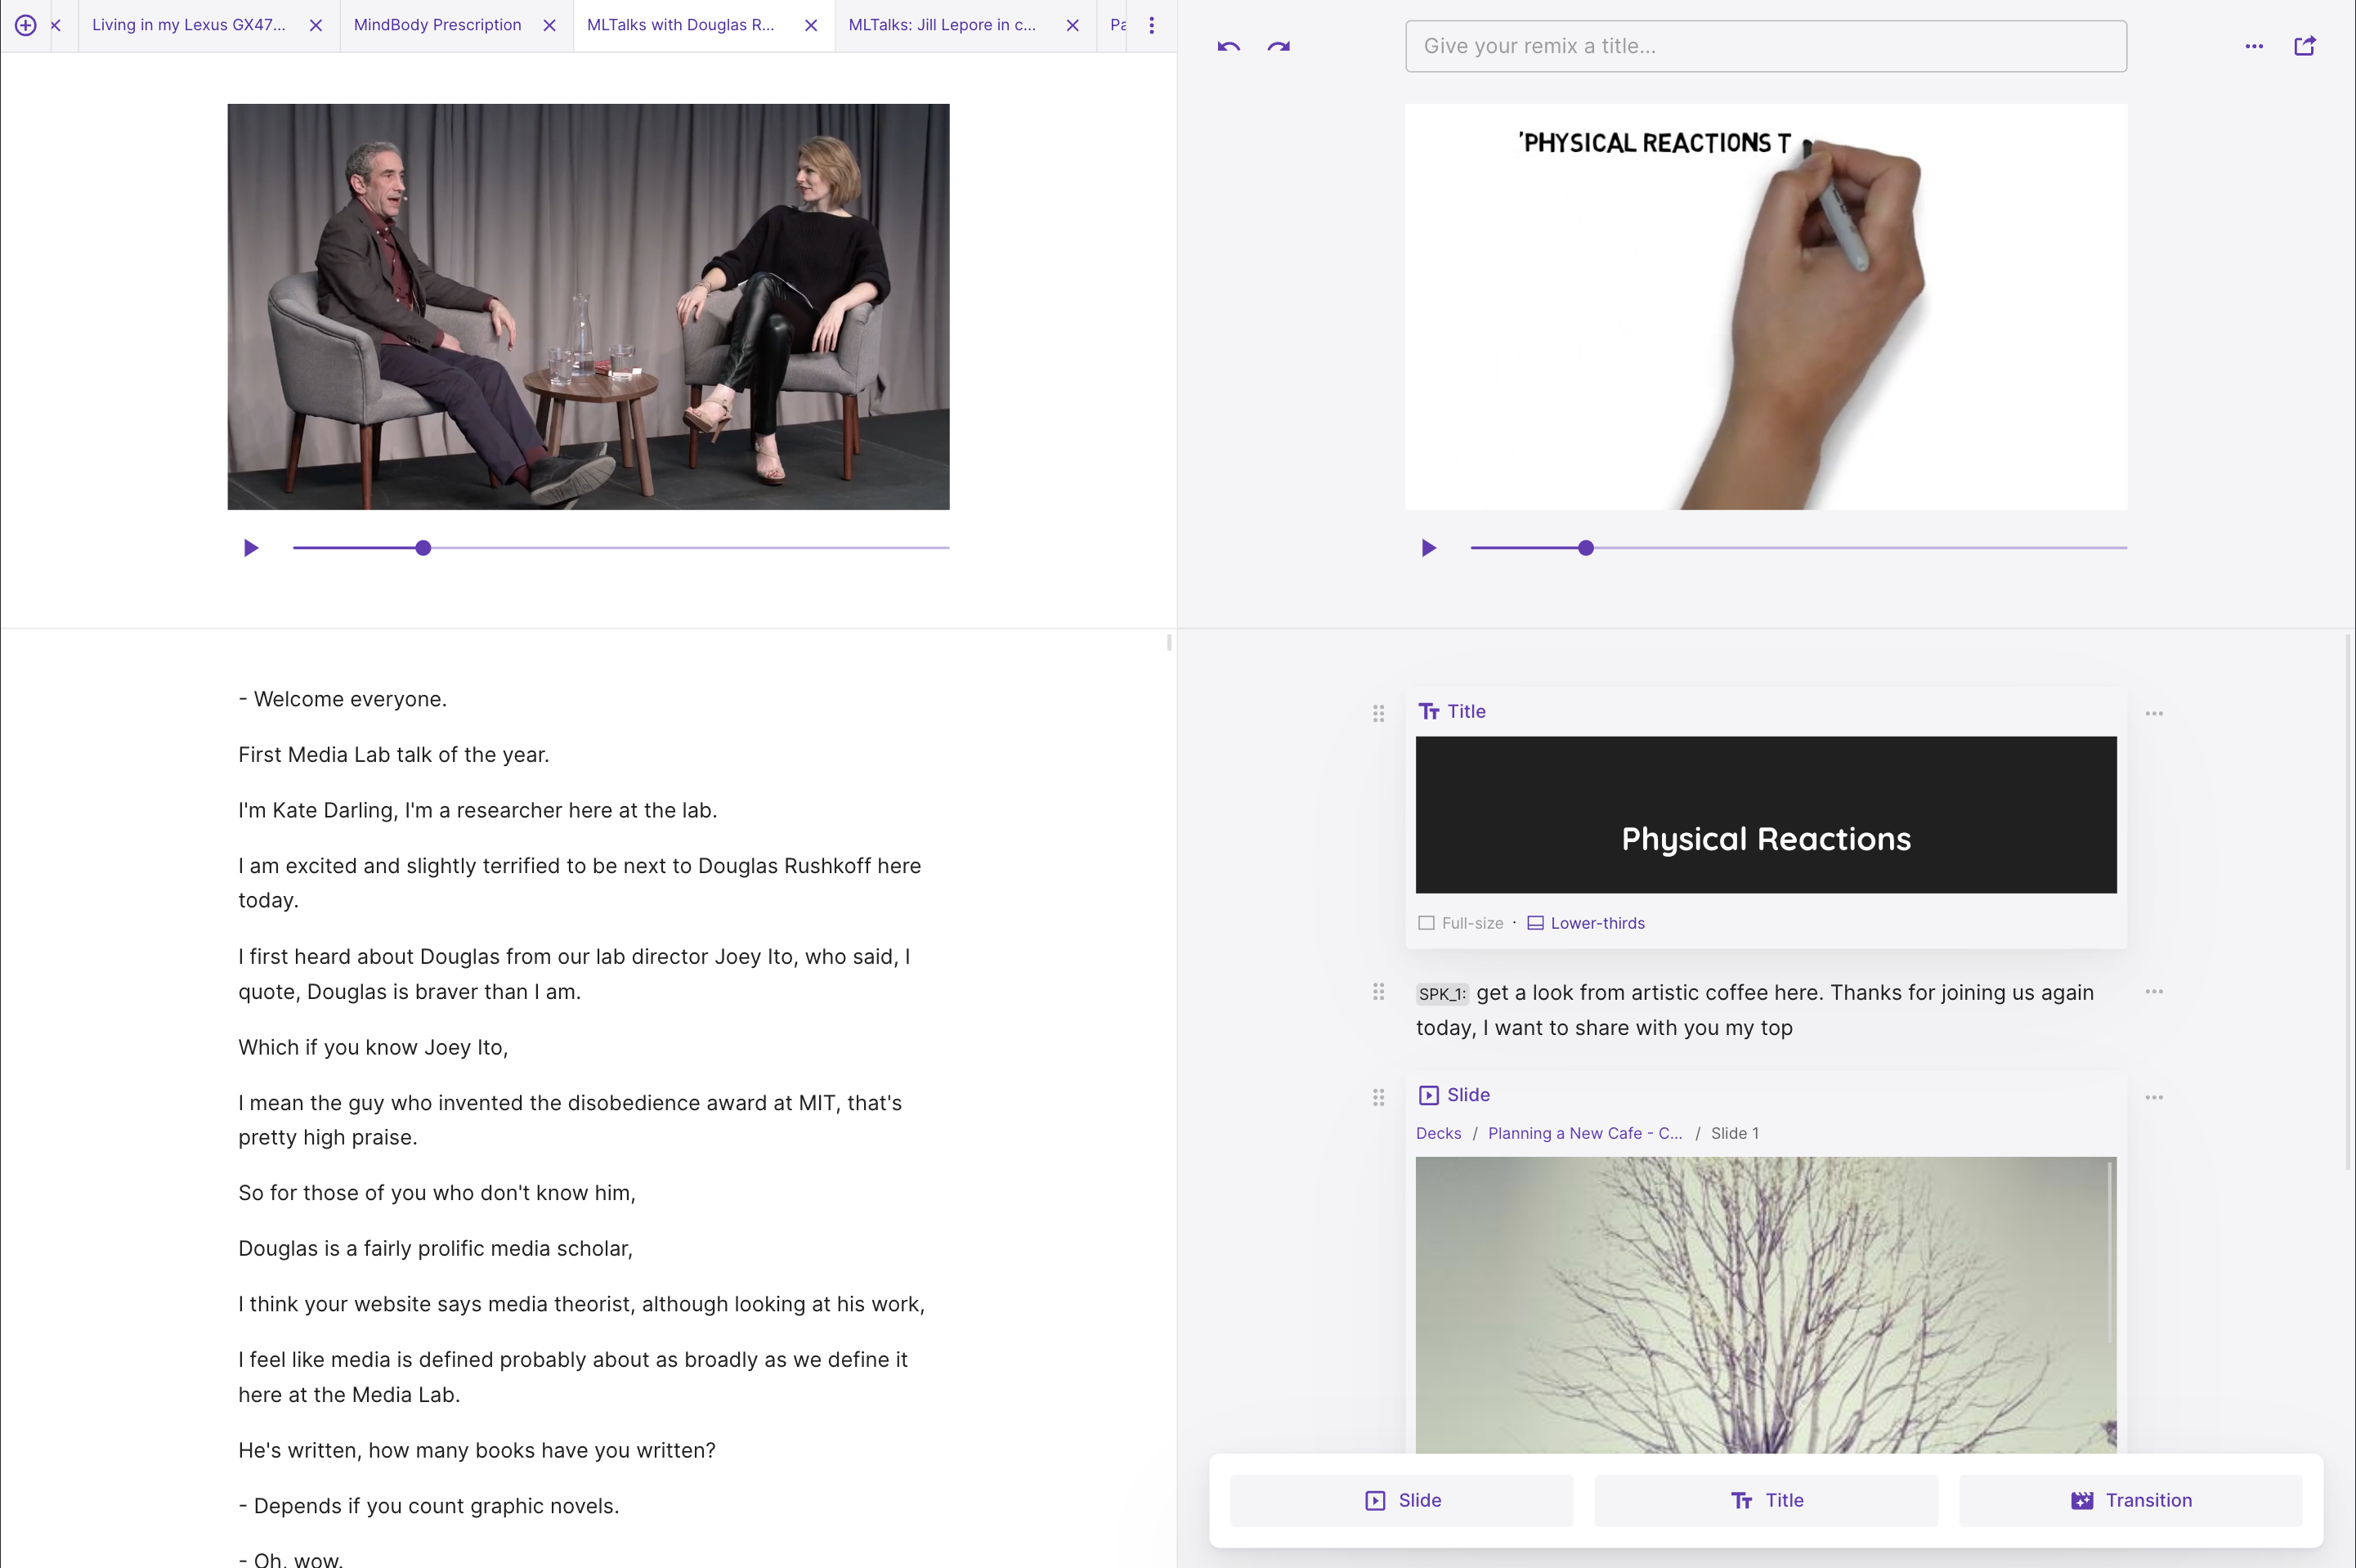 Living in my Lexus GX47...
MindBody Prescription
MLTalks with Douglas R...
MLTalks: Jill Lepore in c...
Give your remix a title...
'PHYSICAL REACTIONS T
- Welcome everyone.
First Media Lab talk of the year.
I'm Kate Darling, I'm a researcher here at the lab.
I am excited and slightly terrified to be next to Douglas Rushkoff here
today.
I first heard about Douglas from our lab director Joey Ito, who said, I
quote, Douglas is braver than I am.
Which if you know Joey Ito,
I mean the guy who invented the disobedience award at MIT, that's
pretty high praise.
So for those of you who don't know him,
Douglas is a fairly prolific media scholar,
I think your website says media theorist, although looking at his work,
I feel like media is defined probably about as broadly as we define it
here at the Media Lab.
He's written, how many books have you written?
- Depends if you count graphic novels.
- Oh, wow.
Title
Physical Reactions
Full-size · Lower-thirds
SPK_1: get a look from artistic coffee here. Thanks for joining us again
today, I want to share with you my top
Slide
Decks / Planning a New Cafe - C... / Slide 1
Slide
Title
Transition